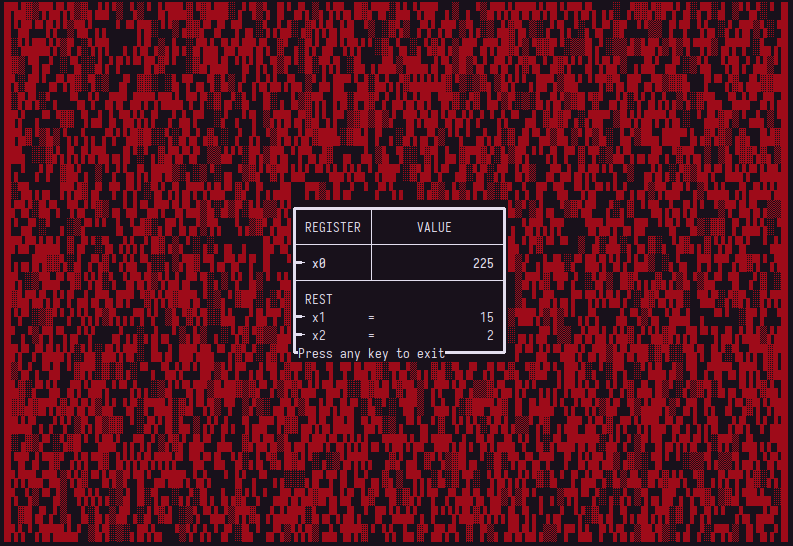 REGISTER VALUE
x0 225
REST
x1 = 15
x2 = 2
Press any key to exit